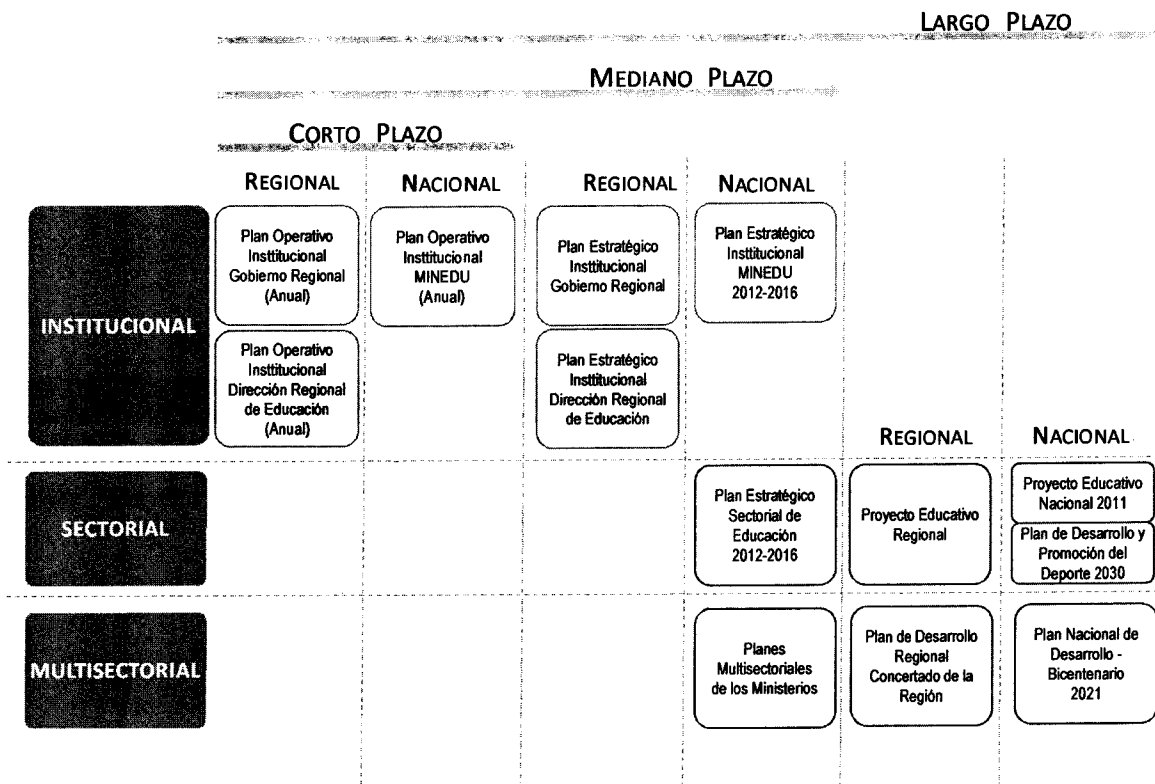 LARGO PLAZO
MEDIANO PLAZO
CORTO PLAZO
REGIONAL
NACIONAL
REGIONAL
NACIONAL
INSTITUCIONAL
Plan Operativo
Insttitucional
Gobierno Regional
(Anual)
Plan Operativo
Insttitucional
MINEDU
(Anual)
Plan Estratégico
Insttitucional
Gobierno Regional
Plan Estratégico
Insttitucional
MINEDU
2012-2016
Plan Operativo
Insttitucional
Dirección Regional
de Educación
(Anual)
Plan Estratégico
Insttitucional
Dirección Regional
de Educación
REGIONAL
NACIONAL
SECTORIAL
Plan Estratégico
Sectorial de
Educación
2012-2016
Proyecto Educativo
Regional
Proyecto Educativo
Nacional 2011
Plan de Desarrollo y
Promoción del
Deporte 2030
MULTISECTORIAL
Planes
Multisectoriales
de los Ministerios
Plan de Desarrollo
Regional
Concertado de la
Región
Plan Nacional de
Desarrollo -
Bicentenario
2021